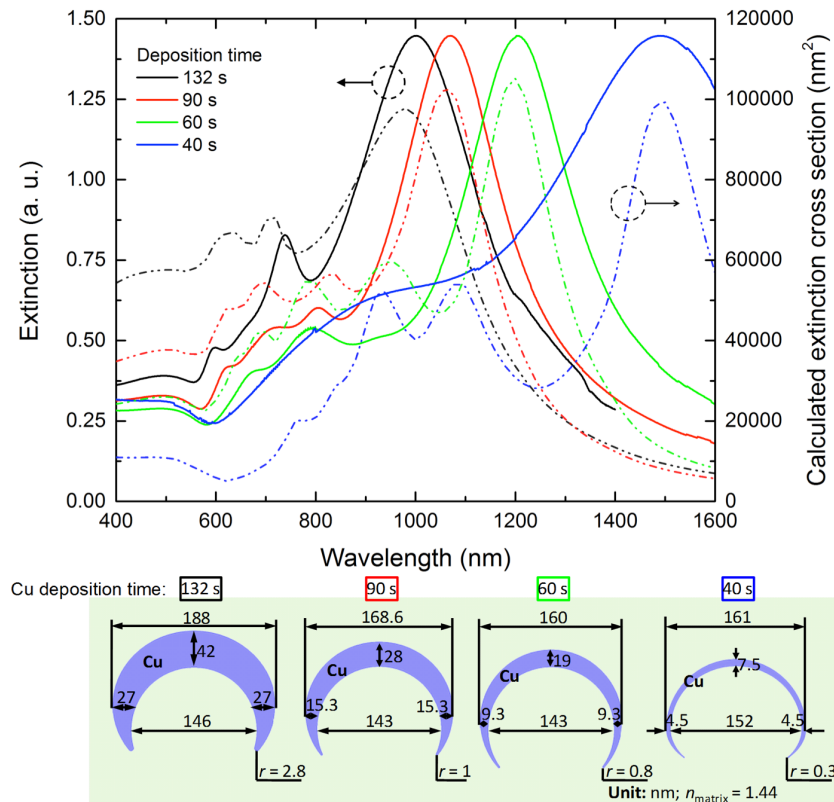 Extinction (a. u.)
1.50
1.25
1.00
0.75
0.50
0.25
0.00
Deposition time
132 s
90 s
60 s
40 s
120000
100000
80000
60000
40000
20000
0
Calculated extinction cross section (nm²)
400 600 800 1000 1200 1400 1600
Wavelength (nm)
Cu deposition time: 132 s 90 s 60 s 40 s
188 168.6 160 161
Cu 42 Cu 28 Cu 19 Cu 7.5
27 27 15.3 15.3 9.3 9.3 4.5 4.5
146 143 143 152
r = 2.8 r = 1 r = 0.8 r = 0.3
Unit: nm; nmatrix = 1.44